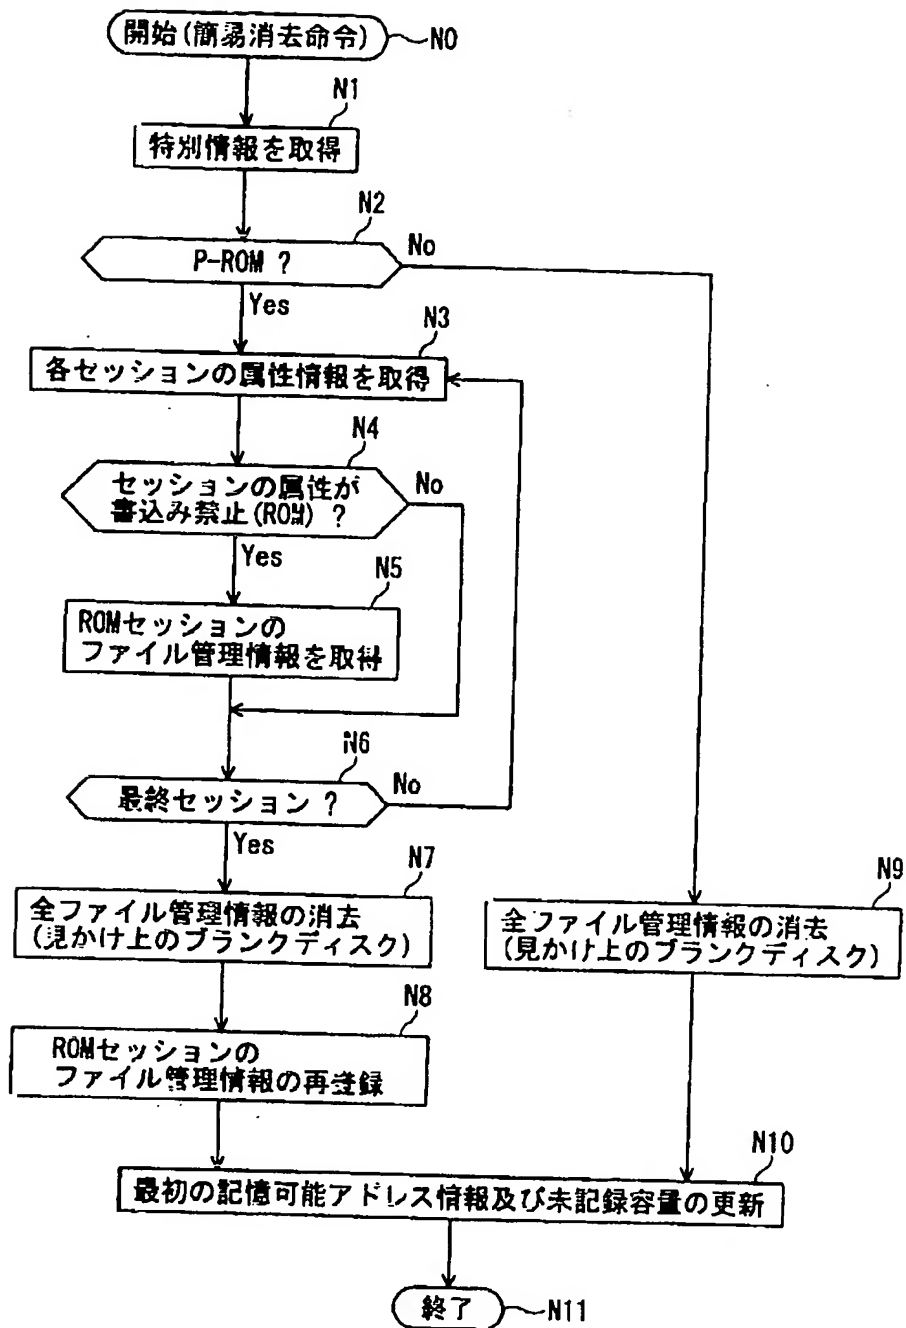 開始(簡易消去命令)
N0
N1
特別情報を取得
N2
P-ROM ?
No
Yes
N3
各セッションの属性情報を取得
N4
セッションの属性が
書込み禁止(ROM) ?
No
Yes
N5
ROMセッションの
ファイル管理情報を取得
N6
最終セッション ?
No
Yes
N7
全ファイル管理情報の消去
(見かけ上のブランクディスク)
N9
全ファイル管理情報の消去
(見かけ上のブランクディスク)
N8
ROMセッションの
ファイル管理情報の再登録
N10
最初の記憶可能アドレス情報及び未記録容量の更新
終了
N11